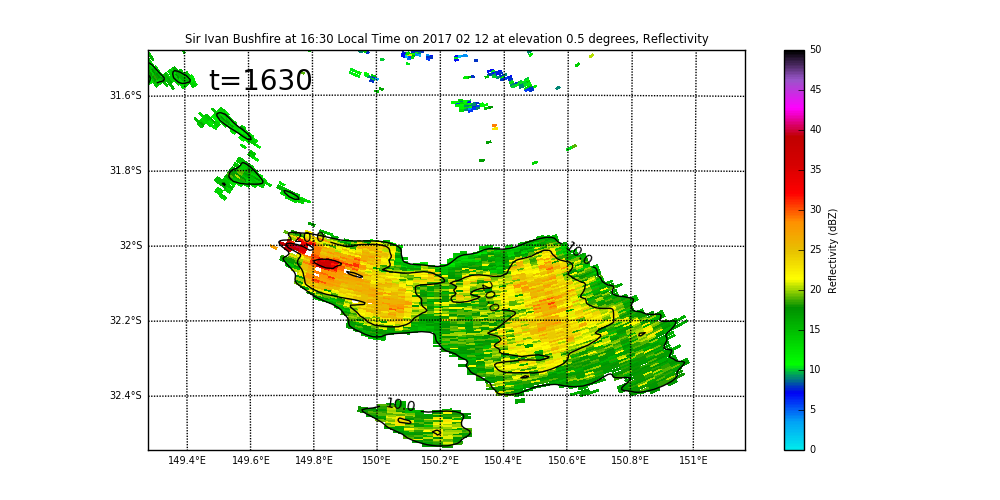 Sir Ivan Bushfire at 16:30 Local Time on 2017 02 12 at elevation 0.5 degrees, Reflectivity
t=1630
31.6°S
31.8°S
32°S
32.2°S
32.4°S
10.0
10.0
10.0
149.4°E 149.6°E 149.8°E 150°E 150.2°E 150.4°E 150.6°E 150.8°E 151°E
50
45
40
35
30
25
20
15
10
5
0
Reflectivity (dBZ)